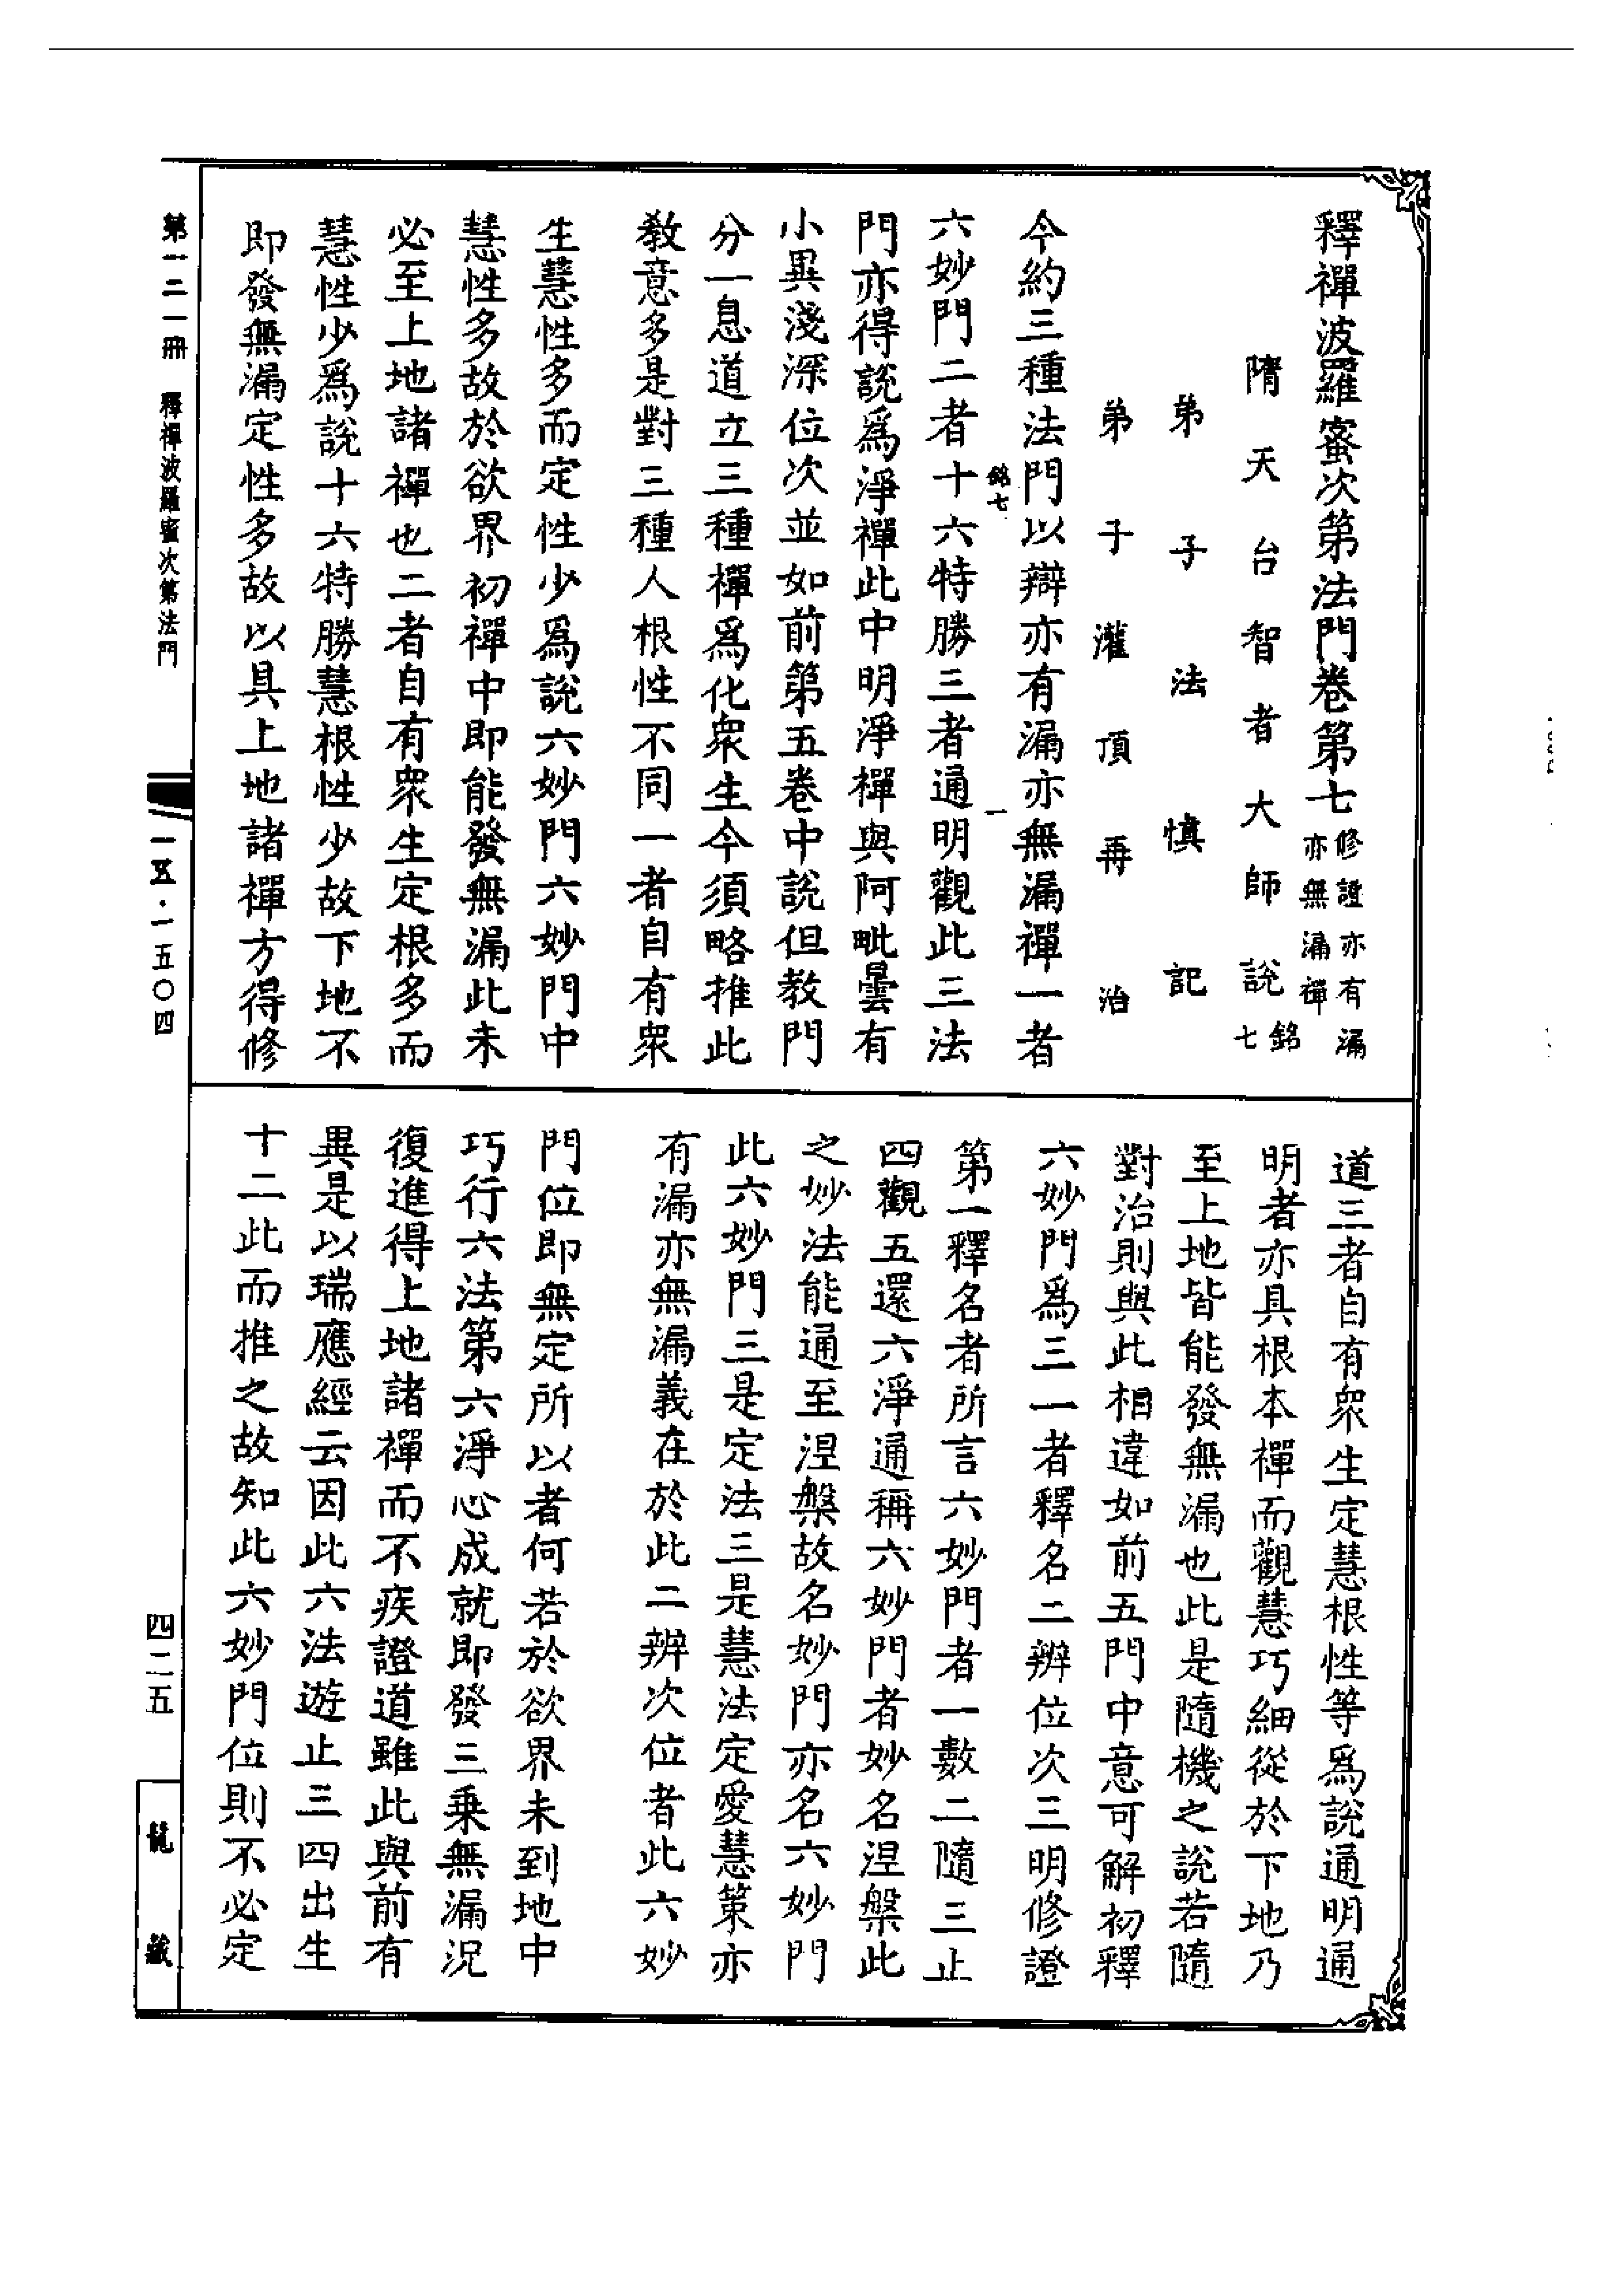 釋禪波羅蜜次第法門卷第七修證亦有漏亦無漏禪
隋天台智者大師說銘七
弟子法慎記
弟子灌頂再治
今約三種法門以辯亦有漏亦無漏禪一者
銘七 一
六妙門二者十六特勝三者通明觀此三法
門亦得說爲淨禪此中明淨禪與阿毗曇有
小異淺深位次並如前第五卷中說但教門
分一息道立三種禪爲化衆生今須略推此
教意多是對三種人根性不同一者自有衆
生慧性多而定性少爲說六妙門六妙門中
慧性多故於欲界初禪中即能發無漏此未
必至上地諸禪也二者自有衆生定根多而
慧性少爲說十六特勝慧根性少故下地不
即發無漏定性多故以具上地諸禪方得修
道三者自有衆生定慧根性等爲說通明通
明者亦具根本禪而觀慧巧細從於下地乃
至上地皆能發無漏也此是隨機之說若隨
對治則與此相違如前五門中意可解初釋
六妙門爲三一者釋名二辨位次三明修證
第一釋名者所言六妙門者一數二隨三止
四觀五還六淨通稱六妙門者妙名涅槃此
之妙法能通至涅槃故名妙門亦名六妙門
此六妙門三是定法三是慧法定愛慧策亦
有漏亦無漏義在於此二辨次位者此六妙
門位即無定所以者何若於欲界未到地中
巧行六法第六淨心成就即發三乘無漏況
復進得上地諸禪而不疾證道雖此與前有
異是以瑞應經云因此六法遊止三四出生
十二此而推之故知此六妙門位則不必定
第一二一冊 釋禪波羅蜜次第法門
一五·一五〇四
四二五
龍藏